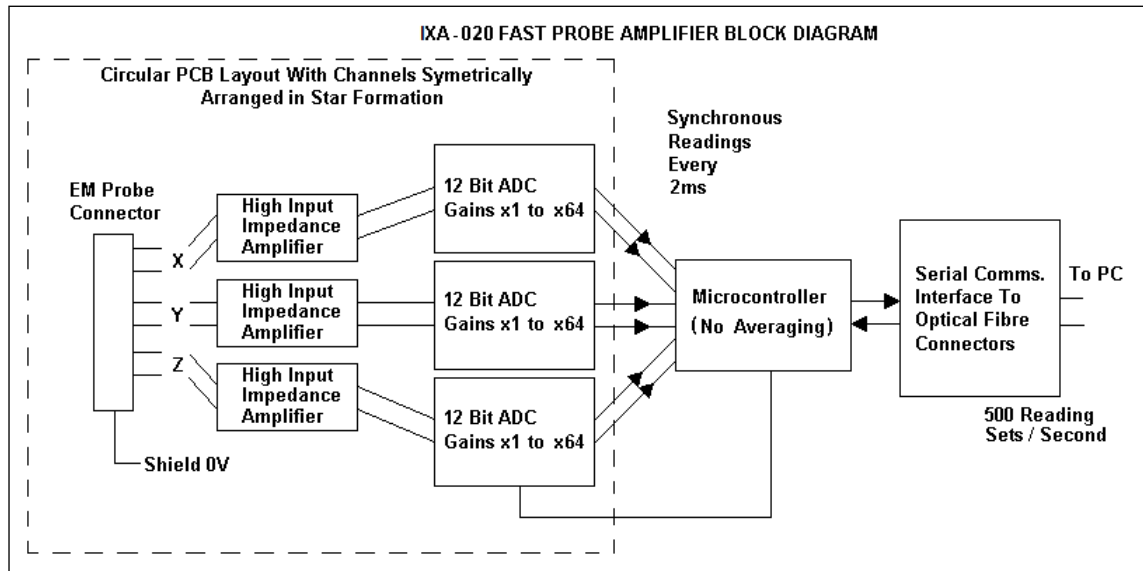 IXA-020 FAST PROBE AMPLIFIER BLOCK DIAGRAM
Circular PCB Layout With Channels Symetrically
Arranged in Star Formation
EM Probe
Connector
X
Y
Z
Shield 0V
High Input
Impedance
Amplifier
High Input
Impedance
Amplifier
High Input
Impedance
Amplifier
12 Bit ADC
Gains x1 to x64
12 Bit ADC
Gains x1 to x64
12 Bit ADC
Gains x1 to x64
Synchronous
Readings
Every
2ms
Microcontroller
(No Averaging)
Serial Comms.
Interface To
Optical Fibre
Connectors
To PC
500 Reading
Sets / Second